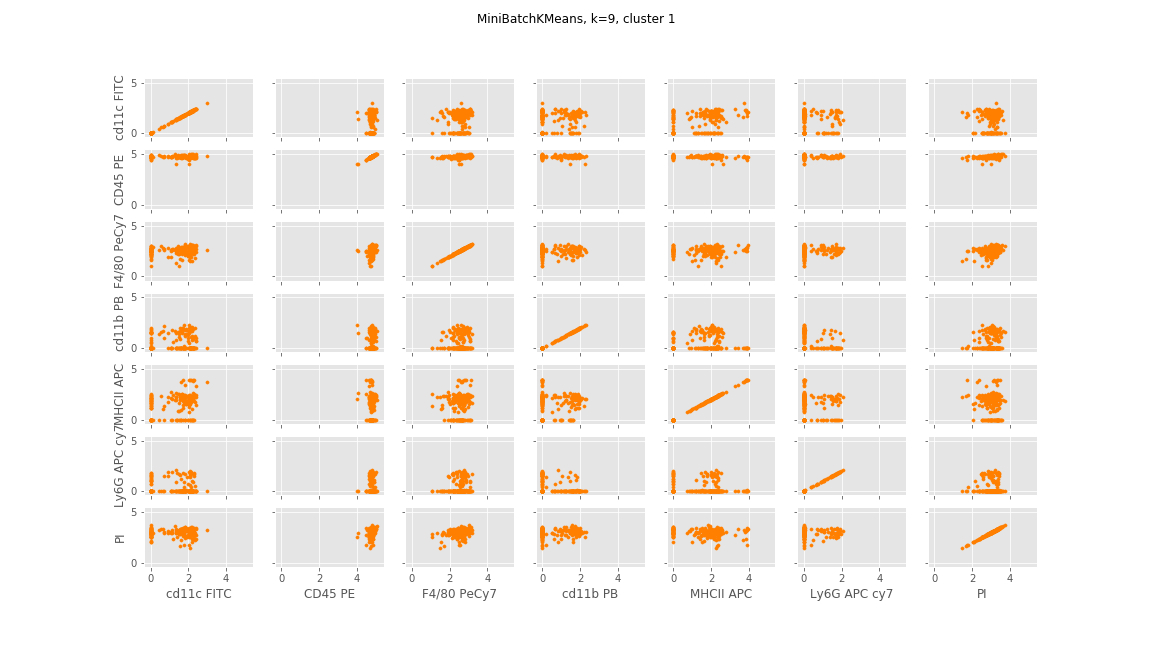 MiniBatchKMeans, k=9, cluster 1
cd11c FITC
5
0
CD45 PE
5
0
F4/80 PeCy7
5
0
cd11b PB
5
0
MHCII APC
5
0
Ly6G APC cy7
5
0
PI
5
0
0 2 4 0 2 4 0 2 4 0 2 4 0 2 4 0 2 4 0 2 4
cd11c FITC CD45 PE F4/80 PeCy7 cd11b PB MHCII APC Ly6G APC cy7 PI